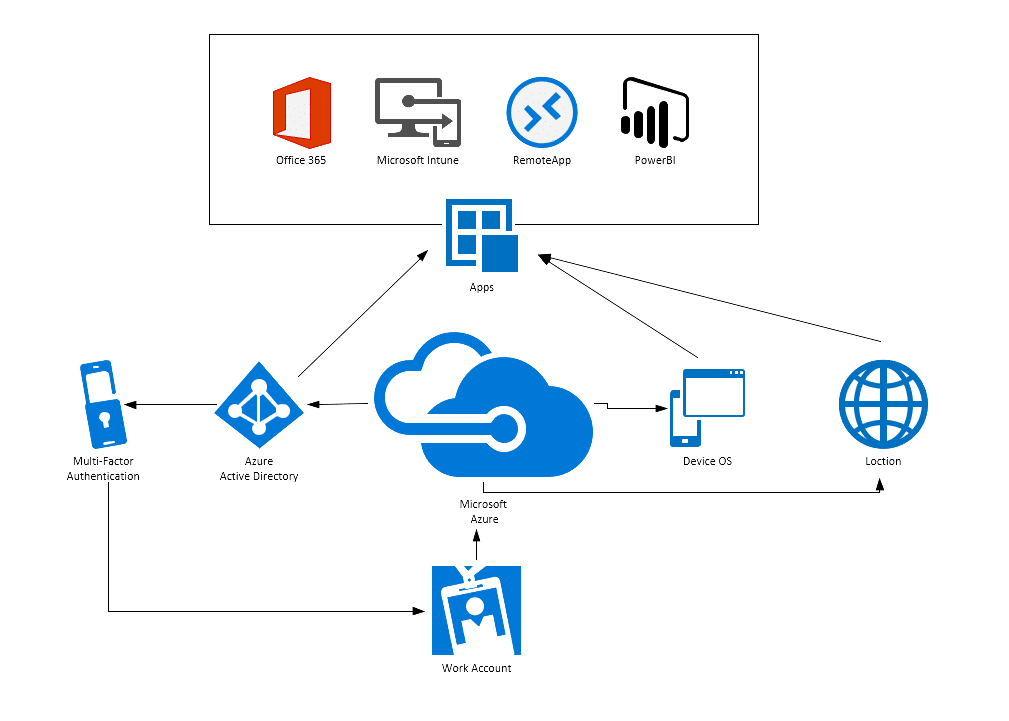 Office 365
Microsoft Intune
RemoteApp
PowerBI
Apps
Multi-Factor
Authentication
Azure
Active Directory
Device OS
Loction
Microsoft
Azure
Work Account